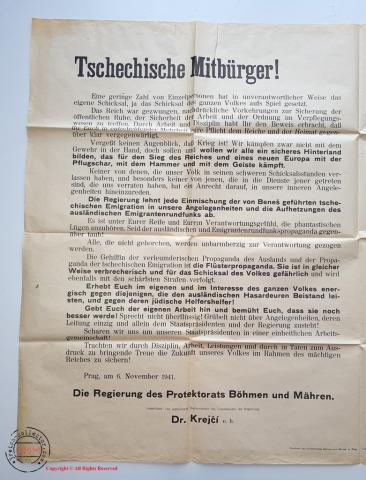 Tschechische Mitbürger!
Eine geringe Zahl von Einzelpersonen hat in unverantwortlicher Weise das
eigene Schicksal, ja das Schicksal des ganzen Volkes aufs Spiel gesetzt.
Das Reich war gezwungen, nachdrückliche Vorkehrungen zur Sicherung der
öffentlichen Ruhe, der Sicherheit der Arbeit und der Ordnung im Verpflegungs-
wesen zu treffen. Durch Arbeit und Disziplin habt Ihr den Beweis erbracht, daß
Ihr Euch in Mehrheit Eure Pflicht dem Reiche und der Heimat gegen-
über klar vergegenwärtigt.
Vergeßt keinen Augenblick, daß Krieg ist! Wir kämpfen zwar nicht mit dem
Gewehr in der Hand, doch sollen und wollen wir alle ein sicheres Hinterland
bilden, das für den Sieg des Reiches und eines neuen Europa mit der
Pflugschar, mit dem Hammer und mit dem Geiste kämpft.
Keiner von denen, die unser Volk in seinen schweren Schicksalsstunden ver-
lassen haben, und besonders keiner von jenen, die in die Dienste jener getreten
sind, die uns verraten haben, hat ein Anrecht darauf, in unsere inneren Angele-
genheiten hineinzureden.
Die Regierung lehnt jede Einmischung der von Beneš geführten tschechi-
schen Emigration in unsere Angelegenheiten und die Aufhetzungen des
ausländischen Emigrantenrundfunks ab.
Es ist unter Eurer Reife und Eurem Verantwortungsgefühl, die phantastischen
Lügen anzuhören. Seid der ausländischen und Emigrantenrundfunkspropaganda gegen-
über taub!
Alle, die nicht gehorchen, werden unbarmherzig zur Verantwortung gezogen
werden.
Die Gehilfin der verleumderischen Propaganda des Auslands und der Propa-
ganda der tschechischen Emigration ist die Flüsterpropaganda. Sie ist in gleicher
Weise verbrecherisch und für das Schicksal des Volkes gefährlich und wird
ebenfalls mit den schärfsten Strafen verfolgt.
Erhebt Euch im eigenen und im Interesse des ganzen Volkes ener-
gisch gegen diejenigen, die den ausländischen Hasardeuren Beistand lei-
sten, und gegen deren jüdische Helfershelfer!
Gebt Euch der eigenen Arbeit hin und bemüht Euch, dass sie noch
besser werde! Sprecht nicht überflüssig! Grübelt nicht über Angelegenheiten, deren
Leitung einzig und allein dem Staatspräsidenten und der Regierung zusteht!
Scharen wir uns um unseren Staatspräsidenten in einer einheitlichen Arbeits-
gemeinschaft!
Trachten wir durch Disziplin, Arbeit, Leistungen und durch in Taten zum Aus-
druck zu bringende Treue die Zukunft unseres Volkes im Rahmen des mächtigen
Reiches zu sichern!
Prag, am 6. November 1941.
Die Regierung des Protektorats Böhmen und Mähren.
Dr. Krejčí e. h.
Copyright © All Rights Reserved